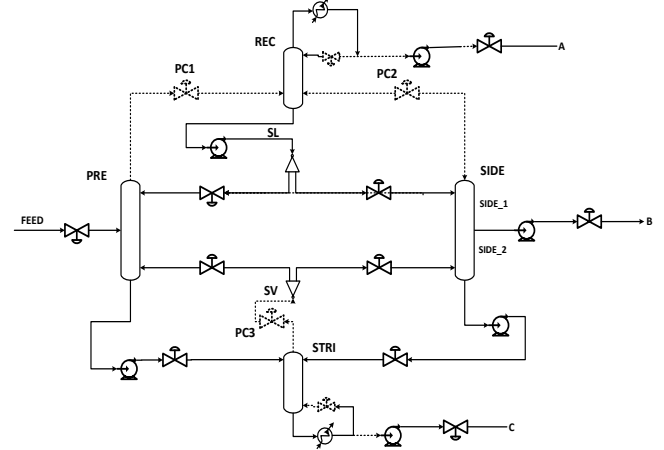 REC
A
PC1
PC2
SL
PRE
SIDE
SIDE_1
FEED
B
SIDE_2
SV
PC3
STRI
C